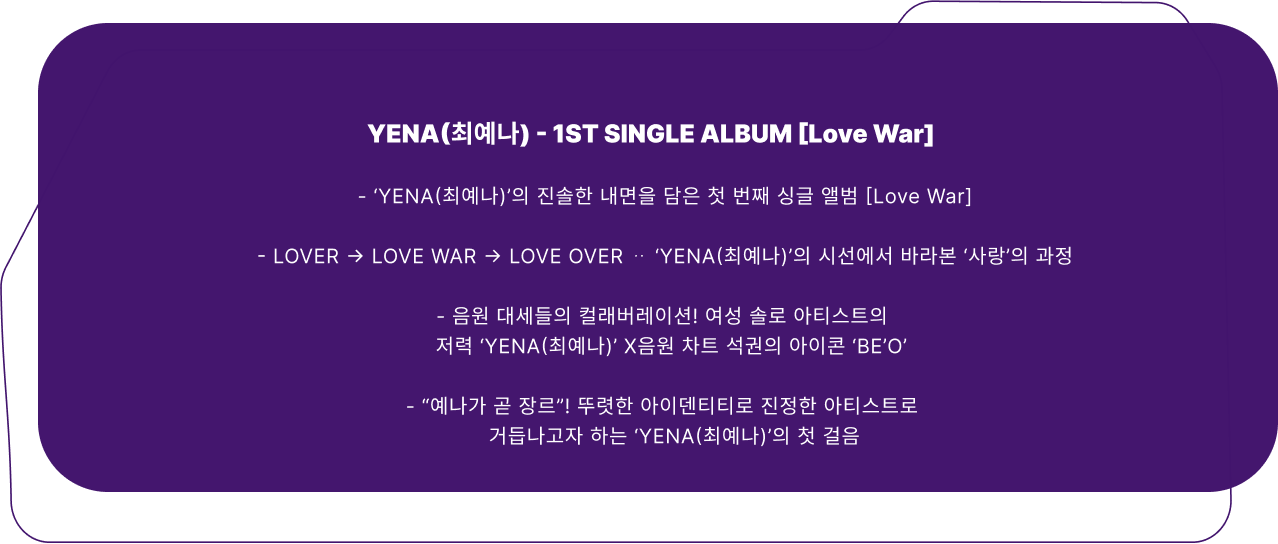 YENA(최예나) - 1ST SINGLE ALBUM [Love War]
- ‘YENA(최예나)’의 진솔한 내면을 담은 첫 번째 싱글 앨범 [Love War]
- LOVER → LOVE WAR → LOVE OVER ‥ ‘YENA(최예나)’의 시선에서 바라본 ‘사랑’의 과정
- 음원 대세들의 컬래버레이션! 여성 솔로 아티스트의
저력 ‘YENA(최예나)’ X음원 차트 석권의 아이콘 ‘BE’O’
- “예나가 곧 장르”! 뚜렷한 아이덴티티로 진정한 아티스트로
거듭나고자 하는 ‘YENA(최예나)’의 첫 걸음